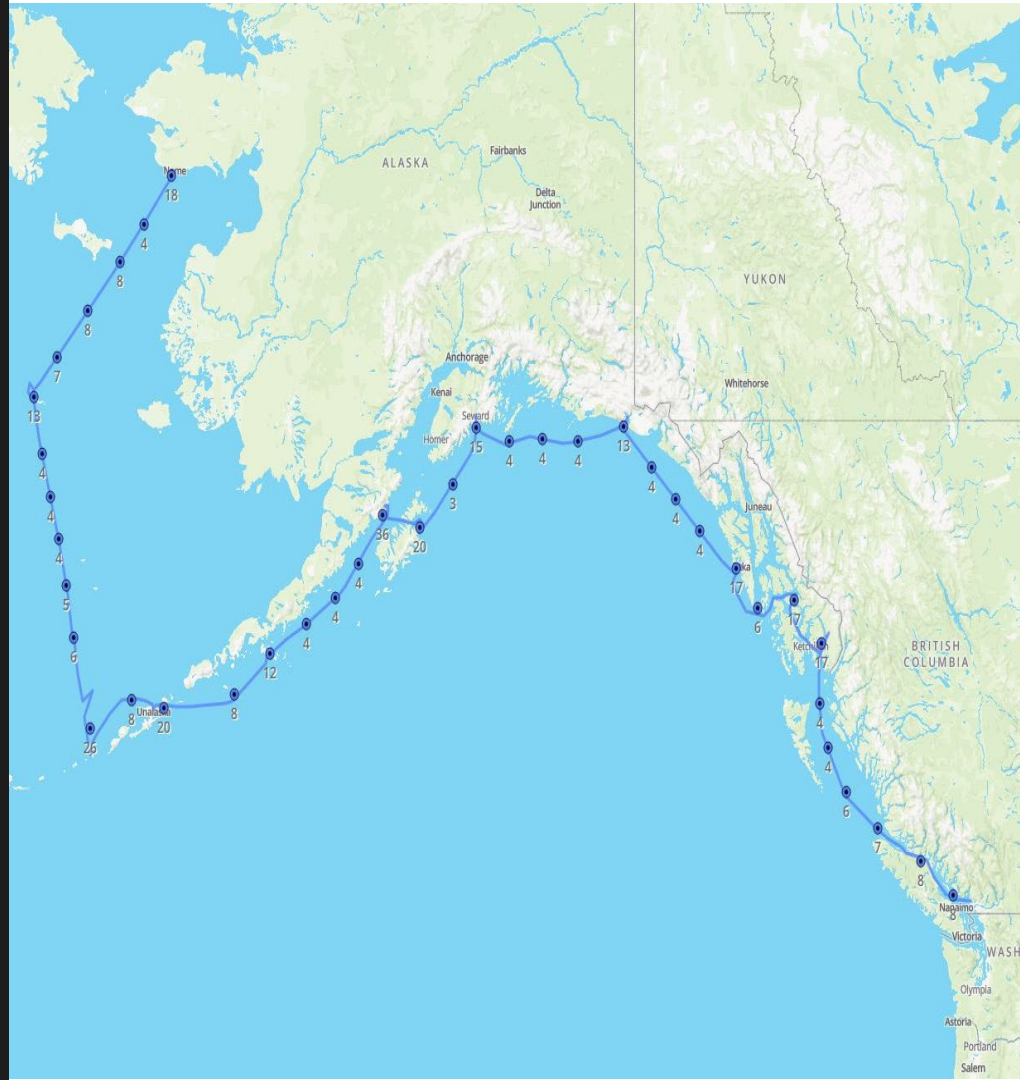 Nome
18
ALASKA
Fairbanks
Delta
Junction
4
8
YUKON
8
7
Anchorage
Whitehorse
13
Kenai
Seward
15
Homer
4
4
4
13
4
4
4
4
3
4
Juneau
36
20
4
4
5
4
ka
17
4
17
6
6
4
Ketchikan
17
BRITISH
COLUMBIA
12
8
4
8
Unalaska
20
26
4
6
7
8
Nanaimo
8
Victoria
WASH
Olympia
Astoria
Portland
Salem